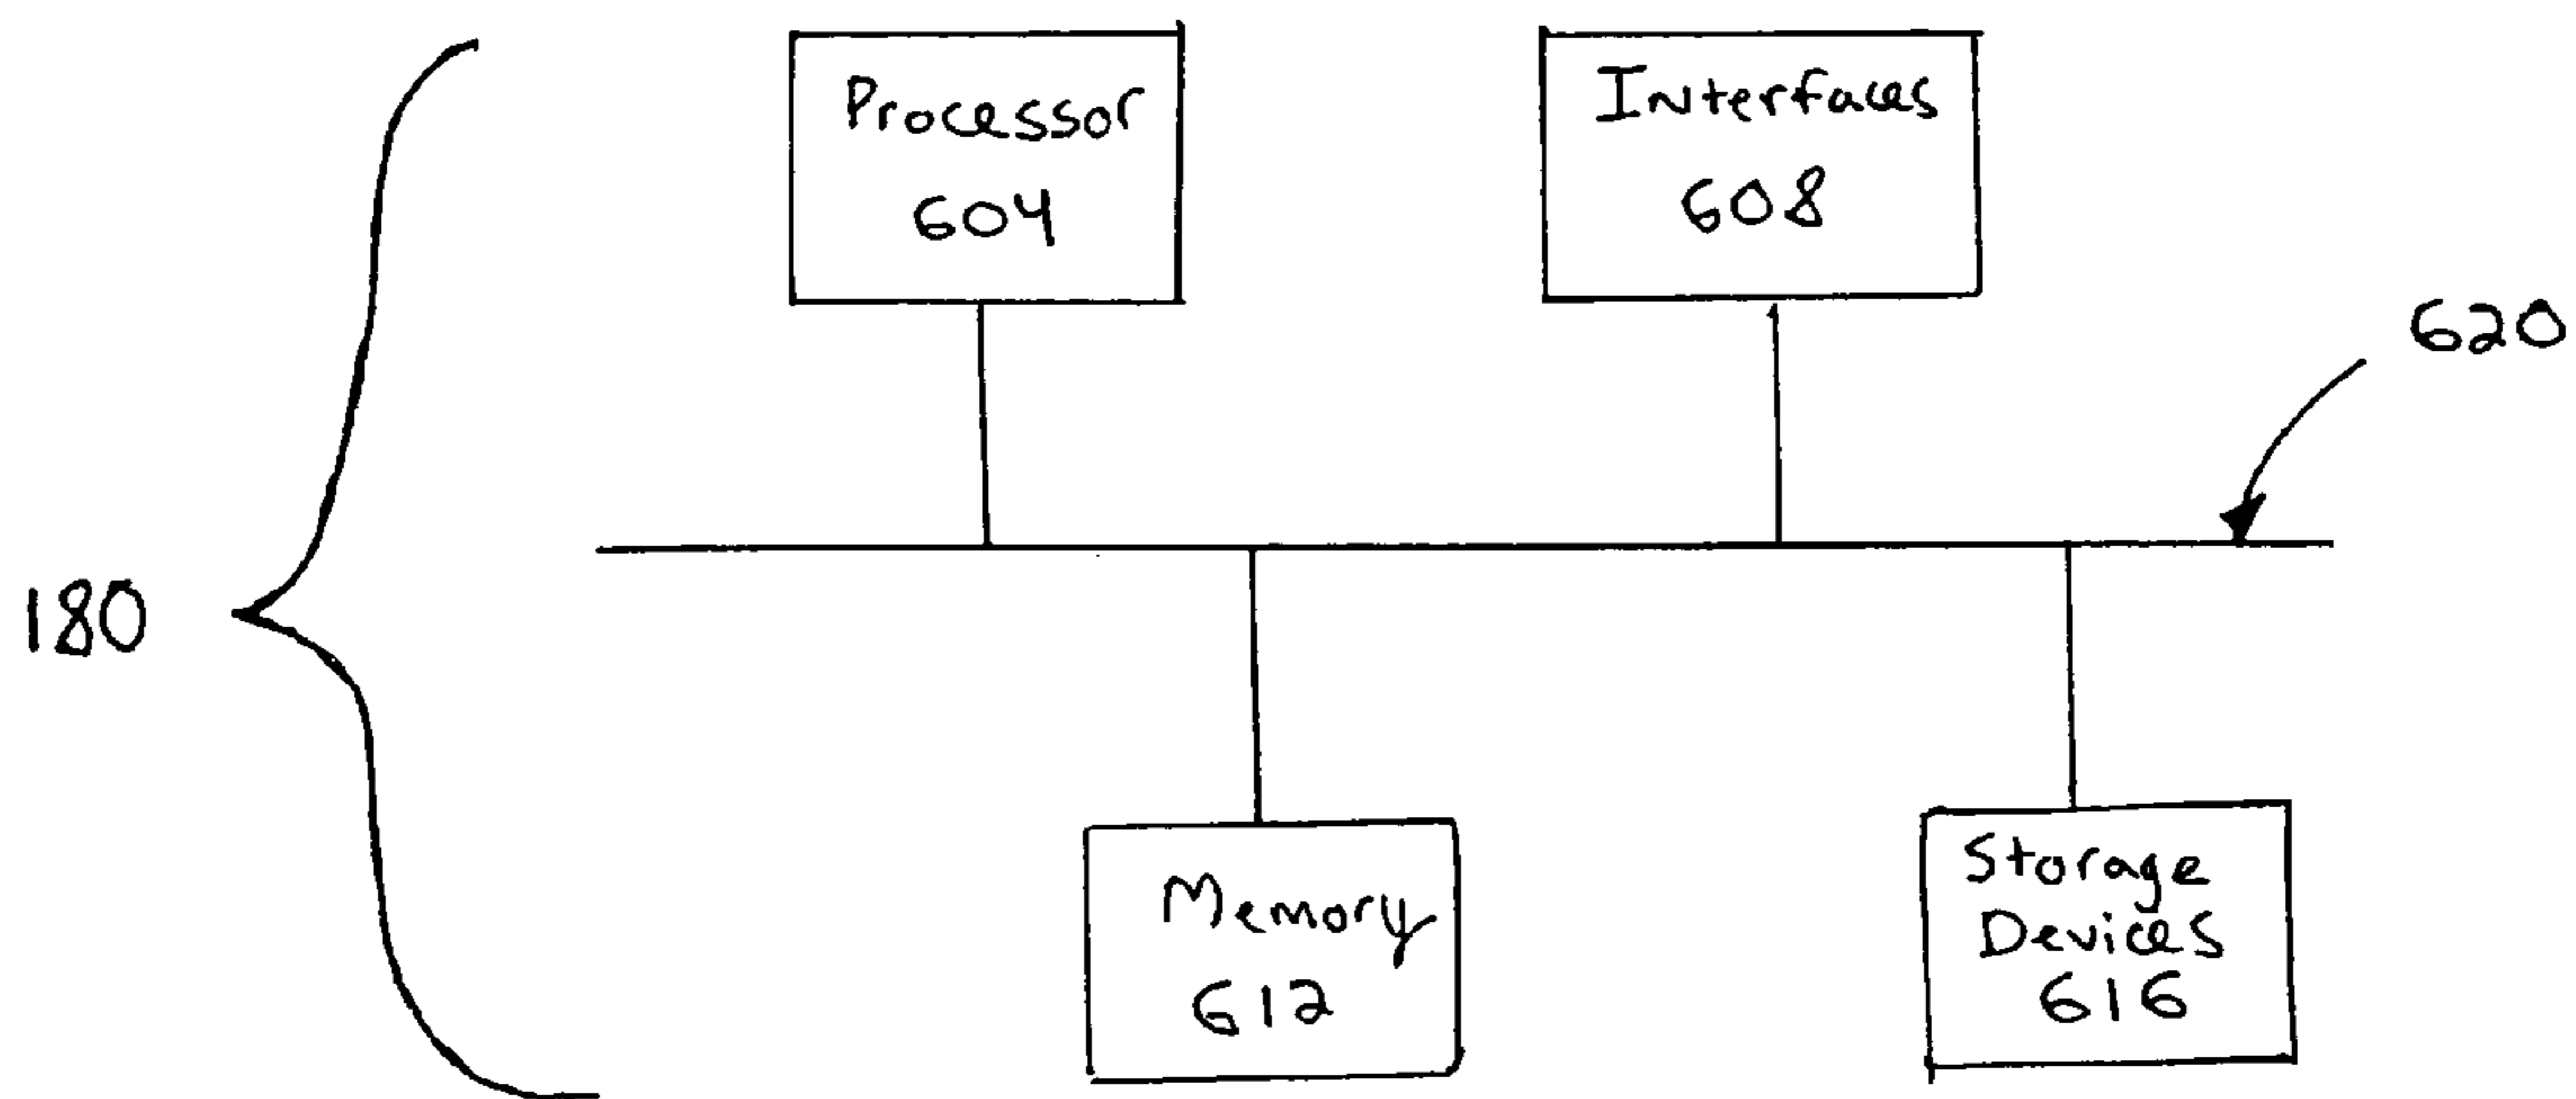 Processor
604
Interfaces
608
620
180
Memory
612
Storage
Devices
616